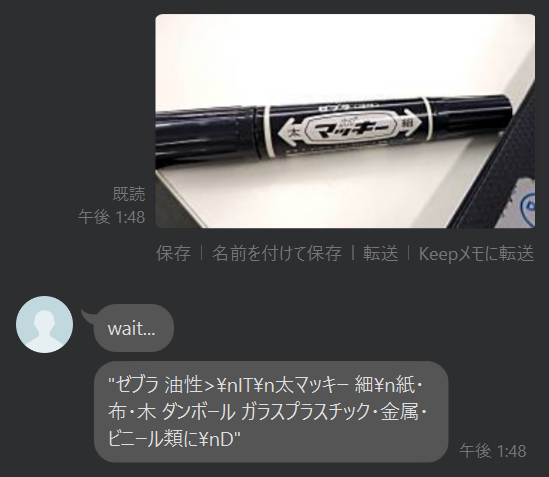 ゼブラ
太 マッキー 細
既読
午後 1:48
保存 | 名前を付けて保存 | 転送 | Keepメモに転送
wait...
"ゼブラ 油性>¥nIT¥n太マッキー 細¥n紙・
布・木 ダンボール ガラスプラスチック・金属・
ビニール類に¥nD"
午後 1:48